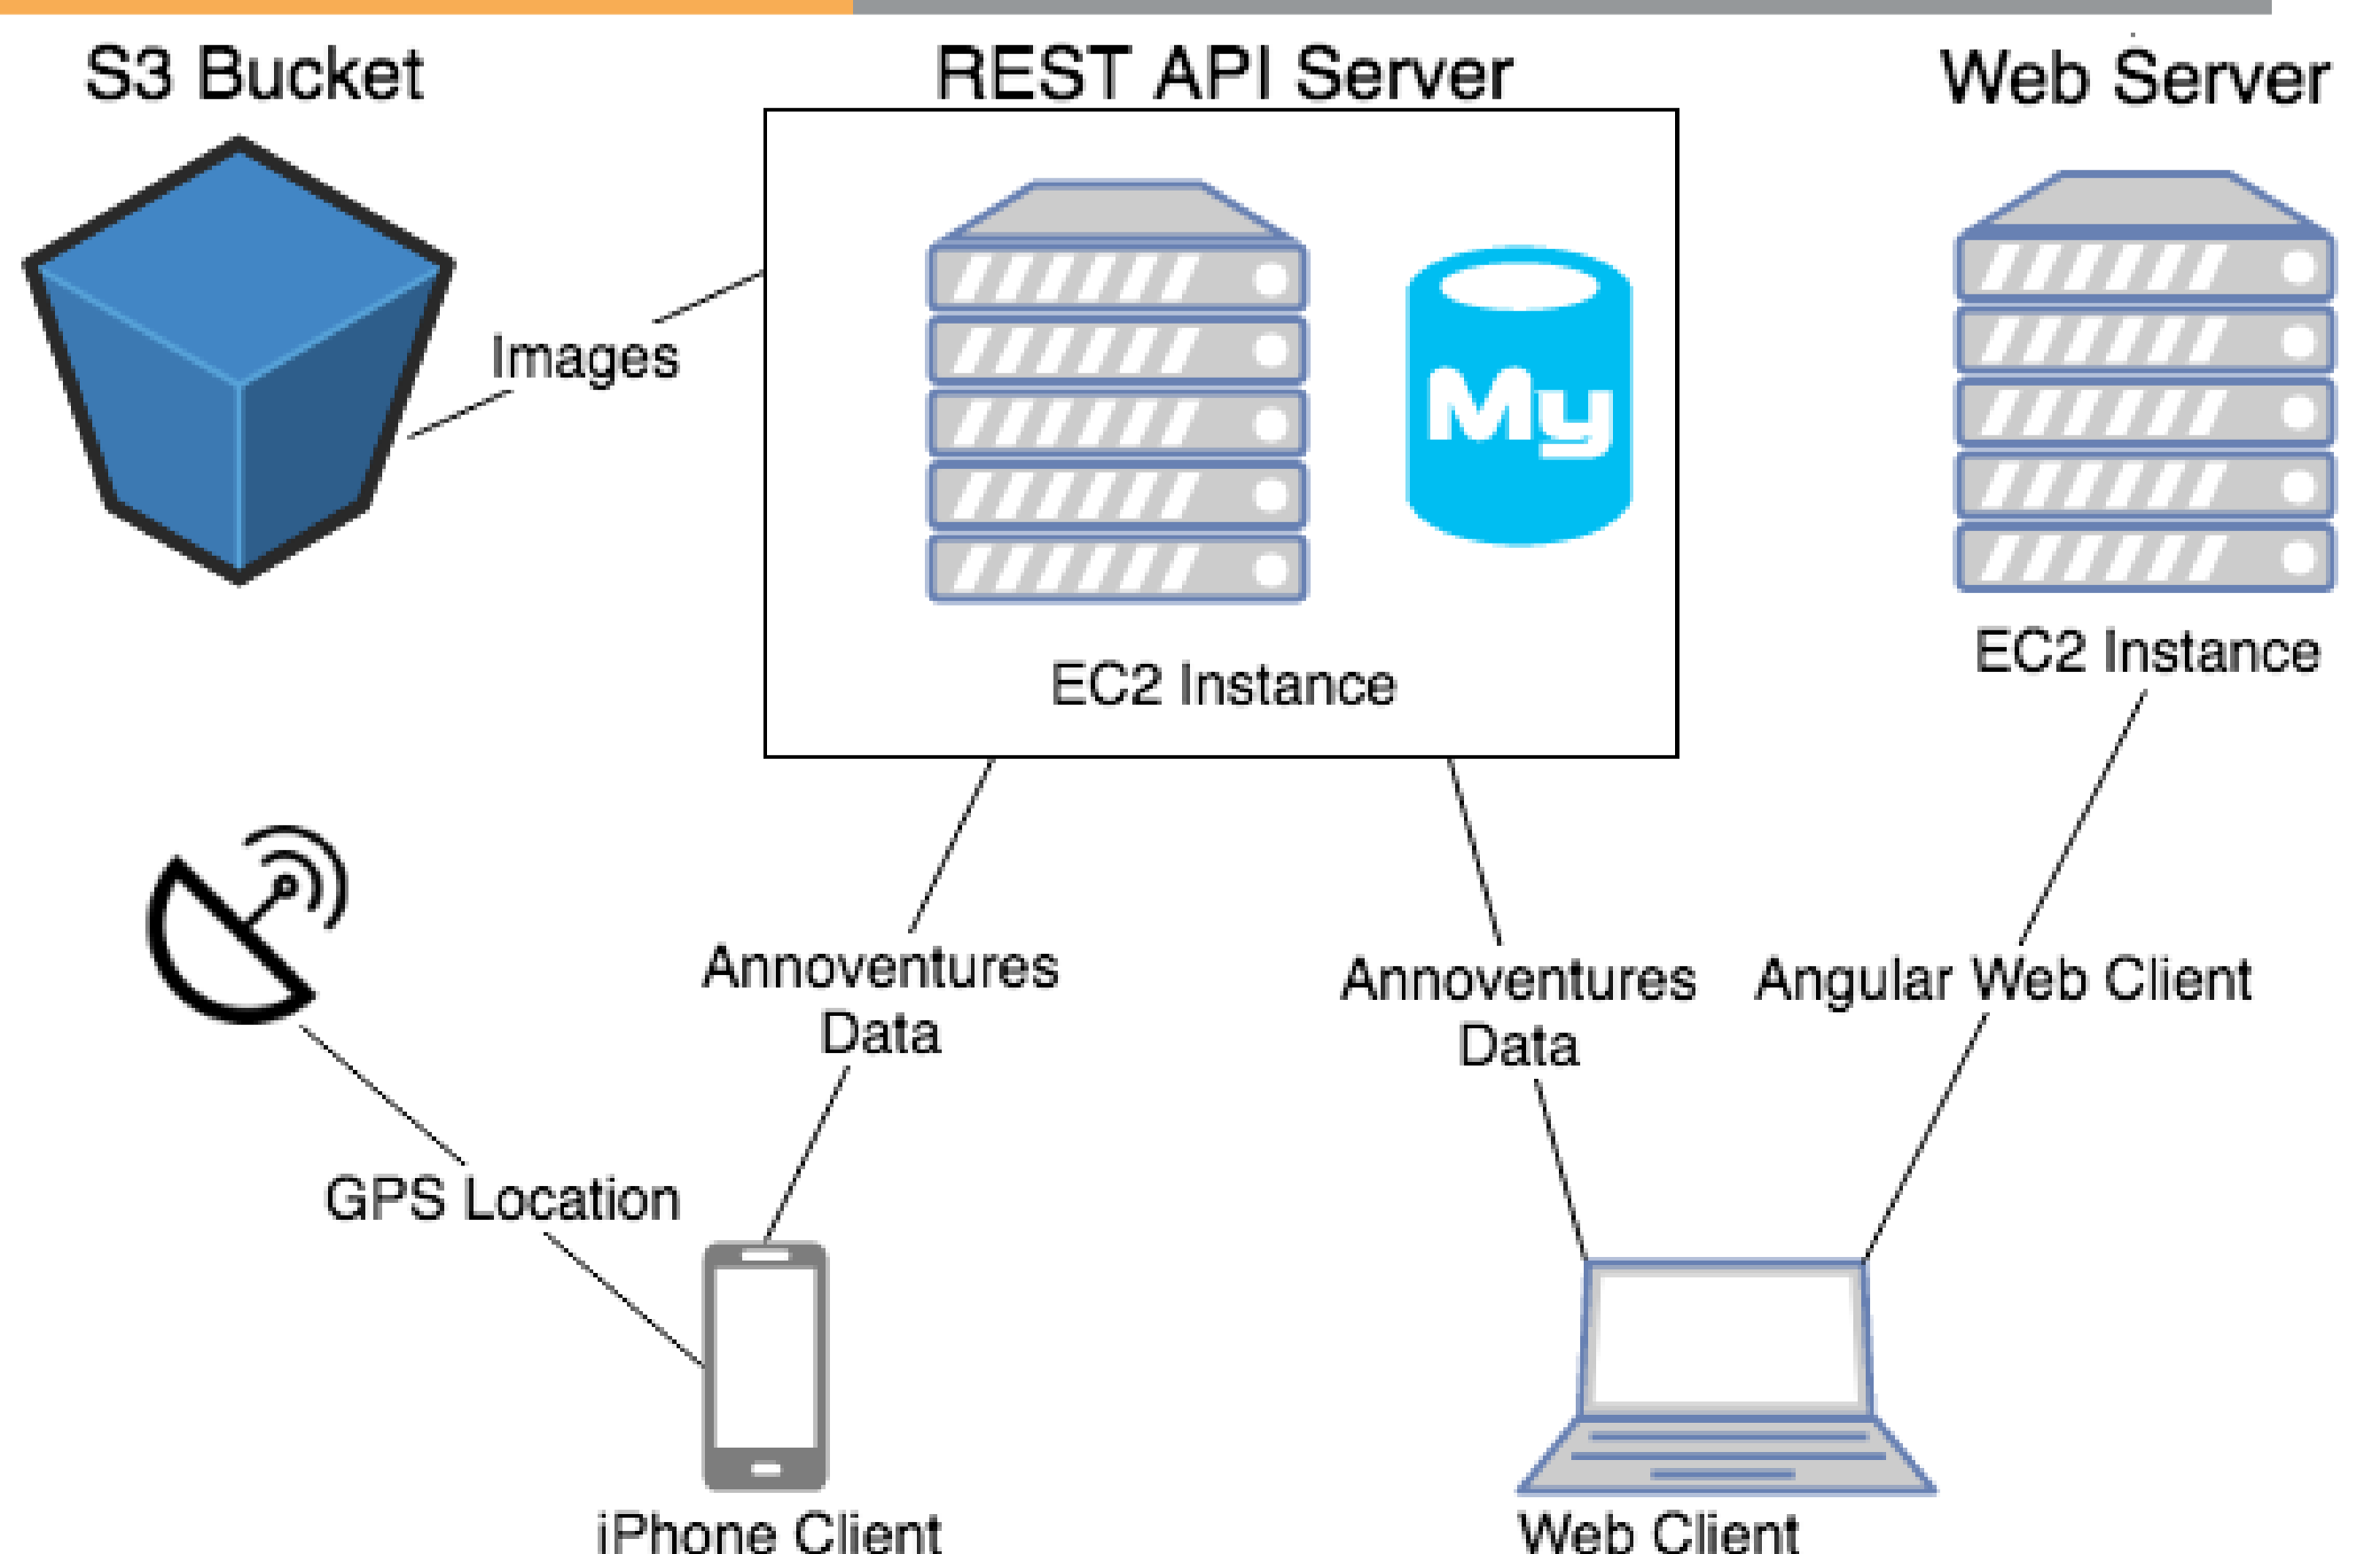 S3 Bucket
REST API Server
Web Server
Images
My
EC2 Instance
EC2 Instance
Annoventures
Data
Annoventures
Data
Angular Web Client
GPS Location
iPhone Client
Web Client